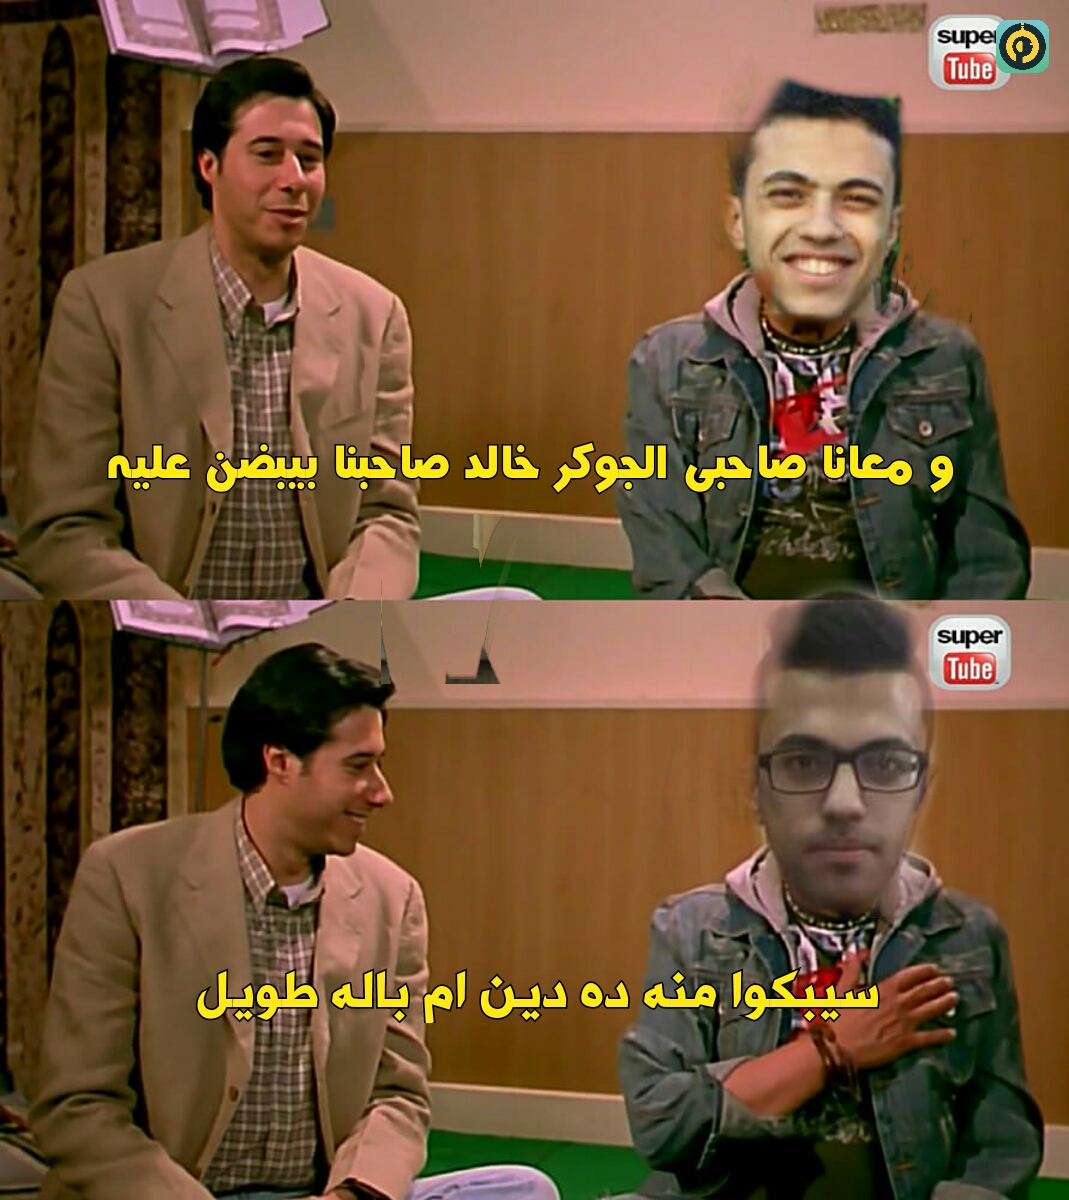 super
Tube
و معانا صاحبى الجوكر خالد صاحبنا بيبضن عليه
super
Tube
سيبكوا منه ده دين ام باله طويل